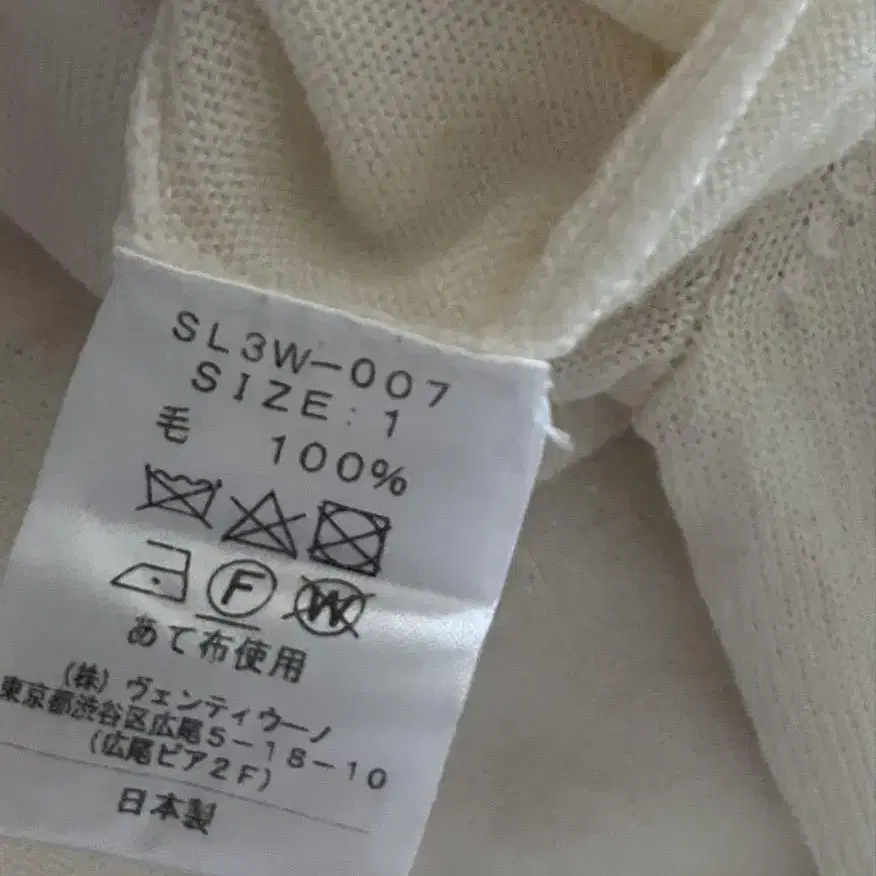 SL3W-007
SIZE:1
毛 100%
F W
あて布使用
(株) ヴェンティウーノ
東京都渋谷区広尾5-18-10
(広尾ピア2F)
日本製